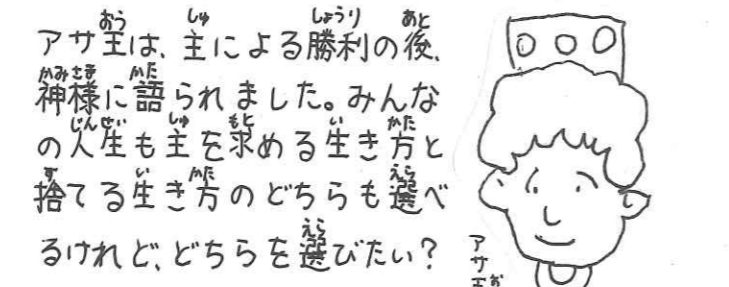 アサ王は、主による勝利の後、
神様に語られました。みんな
の人生も主を求める生き方と
捨てる生き方のどちらも選べ
るけれど、どちらを選びたい?
アサ王